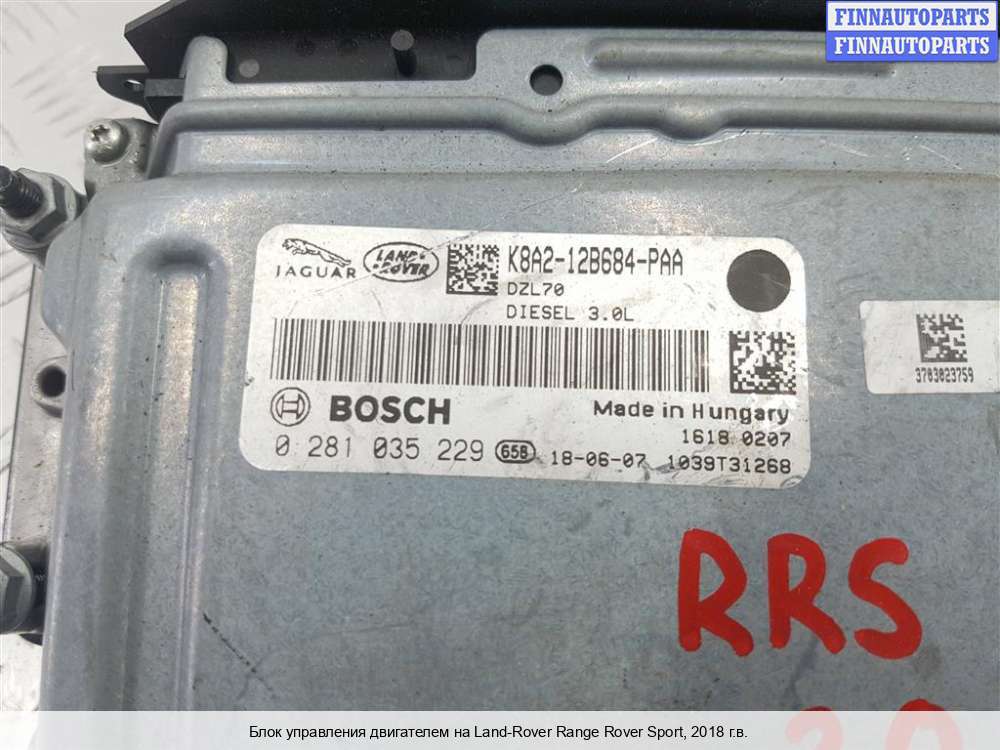 FINNAUTOPARTS
FINNAUTOPARTS
JAGUAR
LAND-
ROVER
K8A2-12B684-PAA
DZL70
DIESEL 3.0L
3703023759
BOSCH
Made in Hungary
1618 0207
0 281 035 229 658 18-06-07 1039T31268
RRS
Блок управления двигателем на Land-Rover Range Rover Sport, 2018 г.в.